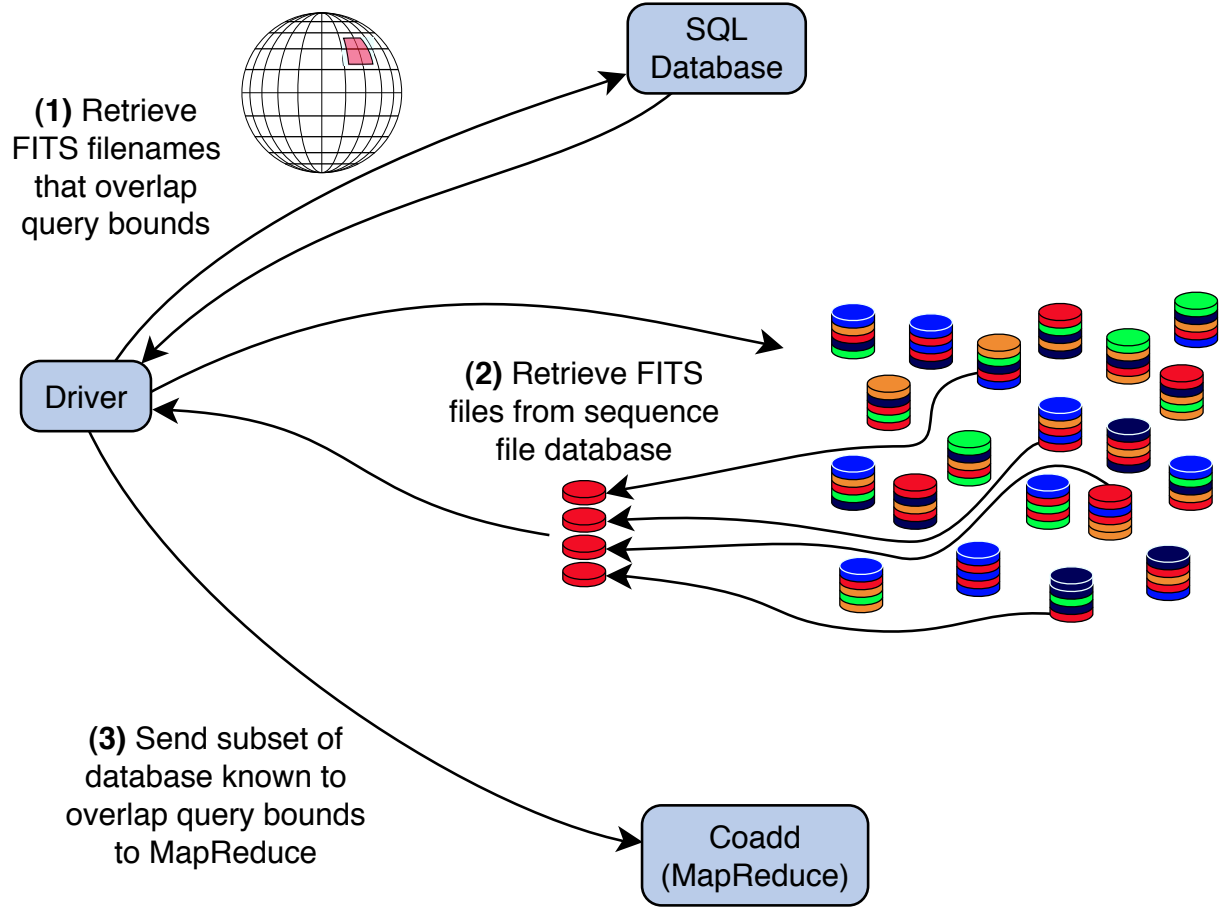 SQL
Database
(1) Retrieve
FITS filenames
that overlap
query bounds
Driver
(2) Retrieve FITS
files from sequence
file database
(3) Send subset of
database known to
overlap query bounds
to MapReduce
Coadd
(MapReduce)